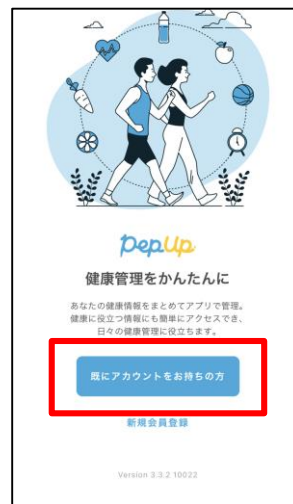 PepUp
健康管理をかんたんに
あなたの健康情報をまとめてアプリで管理。
健康に役立つ情報にも簡単にアクセスでき、
日々の健康管理に役立ちます。
既にアカウントをお持ちの方
新規会員登録
Version 3.3.2 10022